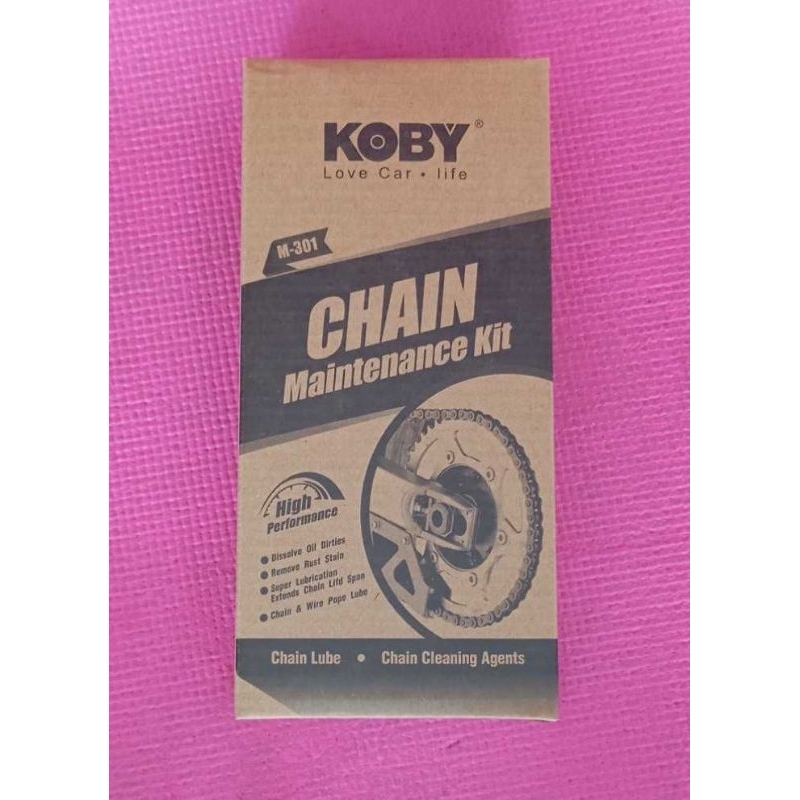 KOBY®
Love Car • life
M-301
CHAIN
Maintenance Kit
High
Performance
• Dissolve Oil Dirties
• Remove Rust Stain
• Super Lubrication
Extends Chain Lifd Span
• Chain & Wire Pope Lube
Chain Lube • Chain Cleaning Agents